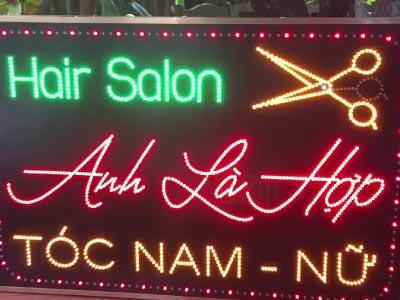 Hair Salon
Anh Là Hợp
TÓC NAM - NỮ